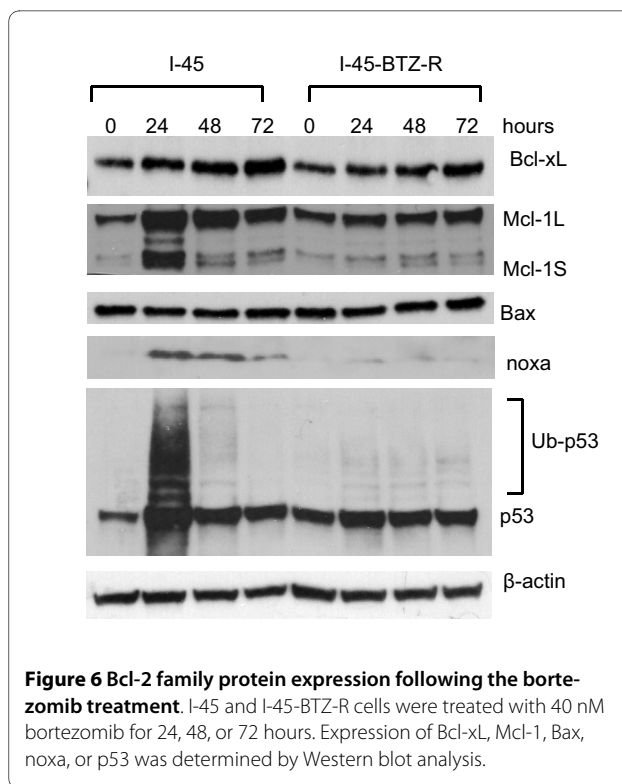 I-45 I-45-BTZ-R
0 24 48 72 0 24 48 72 hours
Bcl-xL
Mcl-1L
Mcl-1S
Bax
noxa
Ub-p53
p53
β-actin
Figure 6 Bcl-2 family protein expression following the borte-
zomib treatment. I-45 and I-45-BTZ-R cells were treated with 40 nM
bortezomib for 24, 48, or 72 hours. Expression of Bcl-xL, Mcl-1, Bax,
noxa, or p53 was determined by Western blot analysis.